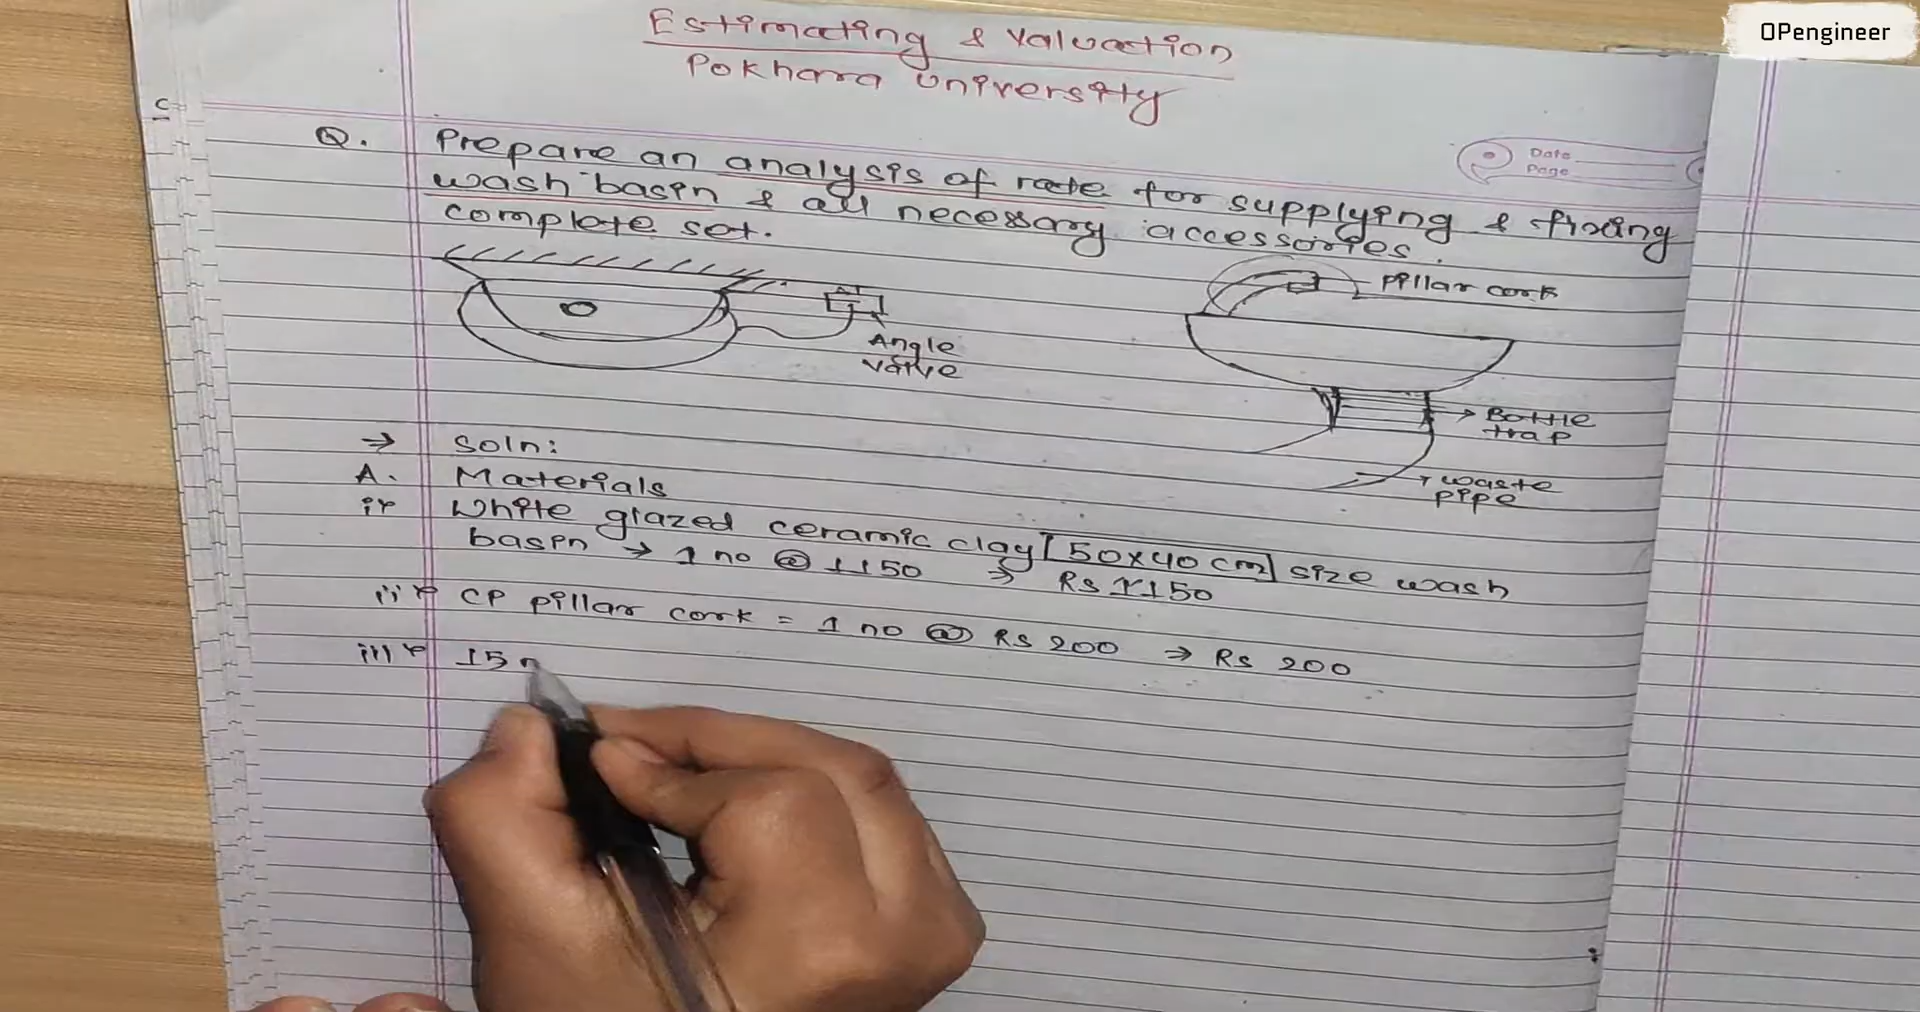 OPengineer
Estimating & Valuation
Pokhara University
Date
Page
Q. Prepare an analysis of rate for supplying & fixing
wash basin & all necessary accessories.
complete set.
Angle
valve
Pillar cork
Bottle
trap
waste
pipe
⇒ Soln:
A. Materials
i> White glazed ceramic clay [50x40 cm] size wash
basin → 1 no @ 1150 ⇒ Rs 1150
ii> CP pillar cork = 1 no @ Rs 200 ⇒ Rs 200
iii> 15